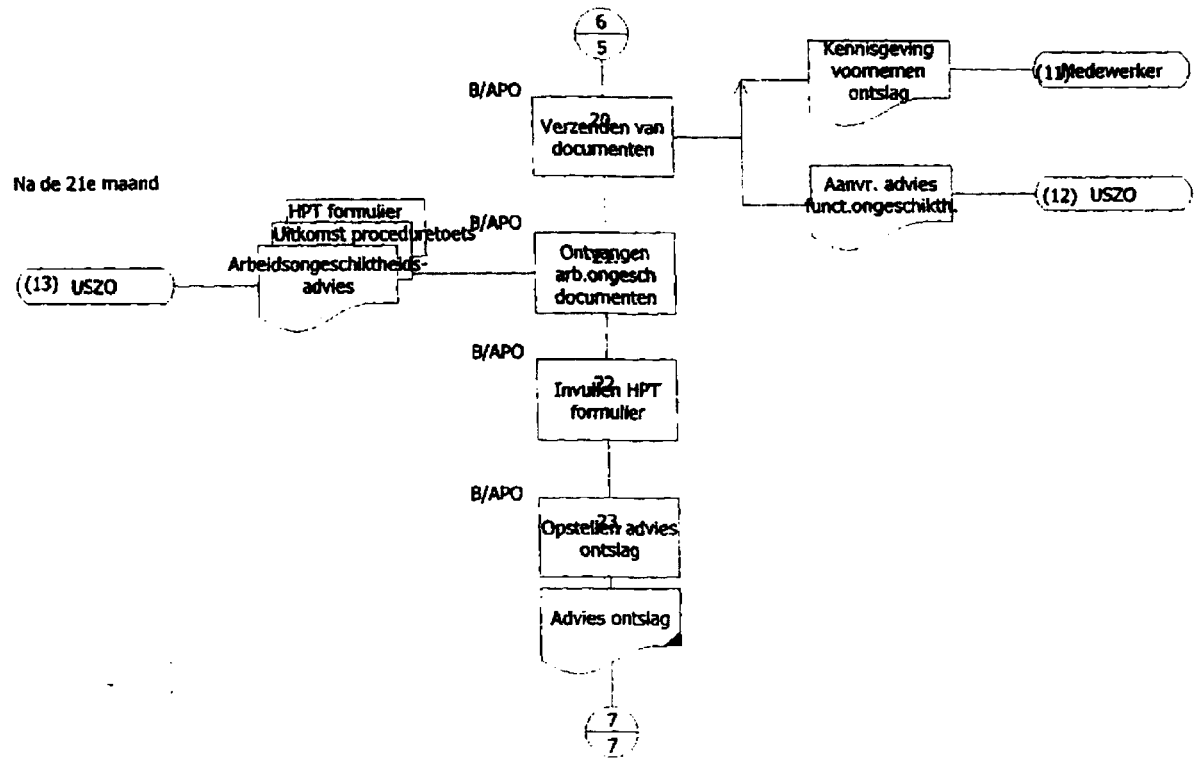 6
5
B/APO
20
Verzenden van
documenten
Kennisgeving
voornemen
ontslag
(11) Medewerker
Aanvr. advies
funct.ongeschikth.
(12) USZO
Na de 21e maand
HPT formulier
Uitkomst proceduretoets
Arbeidsongeschiktheids-
advies
(13) USZO
B/APO
21.
Ontvangen
arb.ongesch
documenten
B/APO
22
Invullen HPT
formulier
B/APO
23
Opstellen advies
ontslag
Advies ontslag
7
7